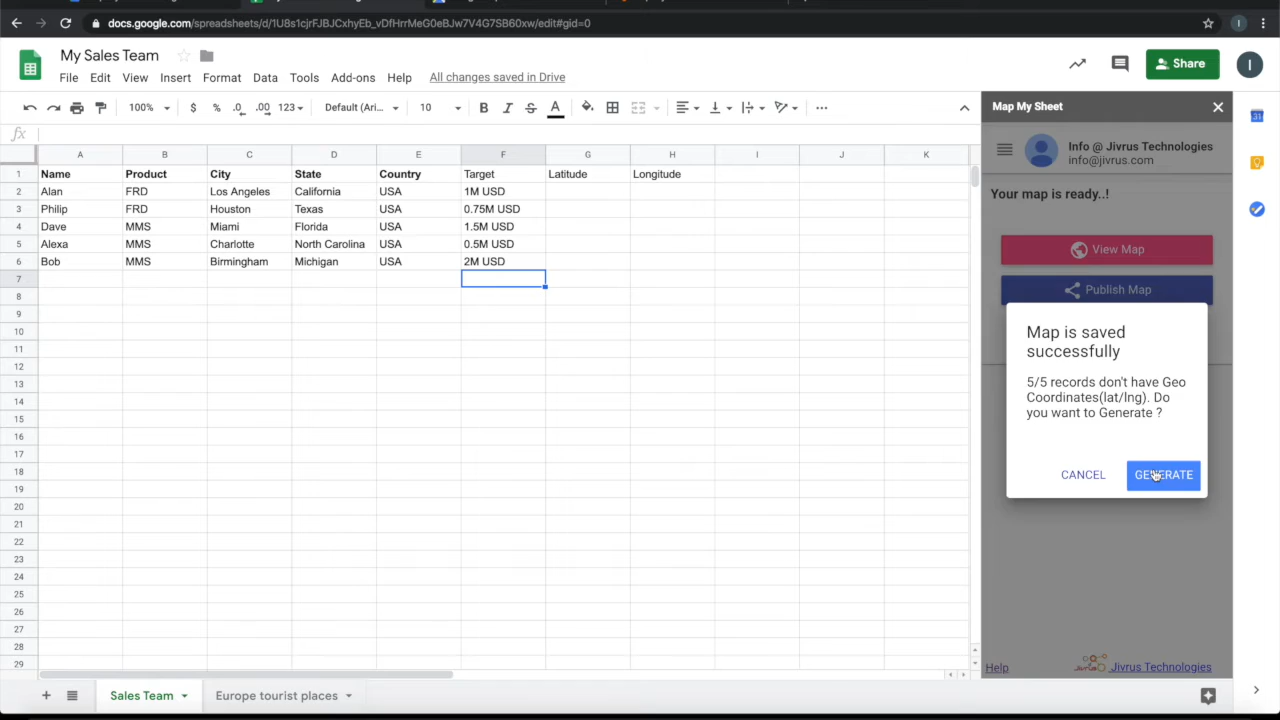 docs.google.com/spreadsheets/d/1U8s1cjrFJBJCxhyEb_vDfHrrMeG0eBJw7V4G7SB60xw/edit#gid=0
I
My Sales Team
File Edit View Insert Format Data Tools Add-ons Help All changes saved in Drive
Share
I
100% $ % .0 .00 123 Default (Ari... 10 B I S A
Map My Sheet
fx
A B C D E F G H I J K
1 Name Product City State Country Target Latitude Longitude
2 Alan FRD Los Angeles California USA 1M USD
3 Philip FRD Houston Texas USA 0.75M USD
4 Dave MMS Miami Florida USA 1.5M USD
5 Alexa MMS Charlotte North Carolina USA 0.5M USD
6 Bob MMS Birmingham Michigan USA 2M USD
7
8
9
10
11
12
13
14
15
16
17
18
19
20
21
22
23
24
25
26
27
28
29
Info @ Jivrus Technologies
info@jivrus.com
Your map is ready..!
View Map
Publish Map
Map is saved
successfully
5/5 records don't have Geo
Coordinates(lat/lng). Do
you want to Generate ?
CANCEL GENERATE
Help Jivrus Technologies
31
Sales Team Europe tourist places